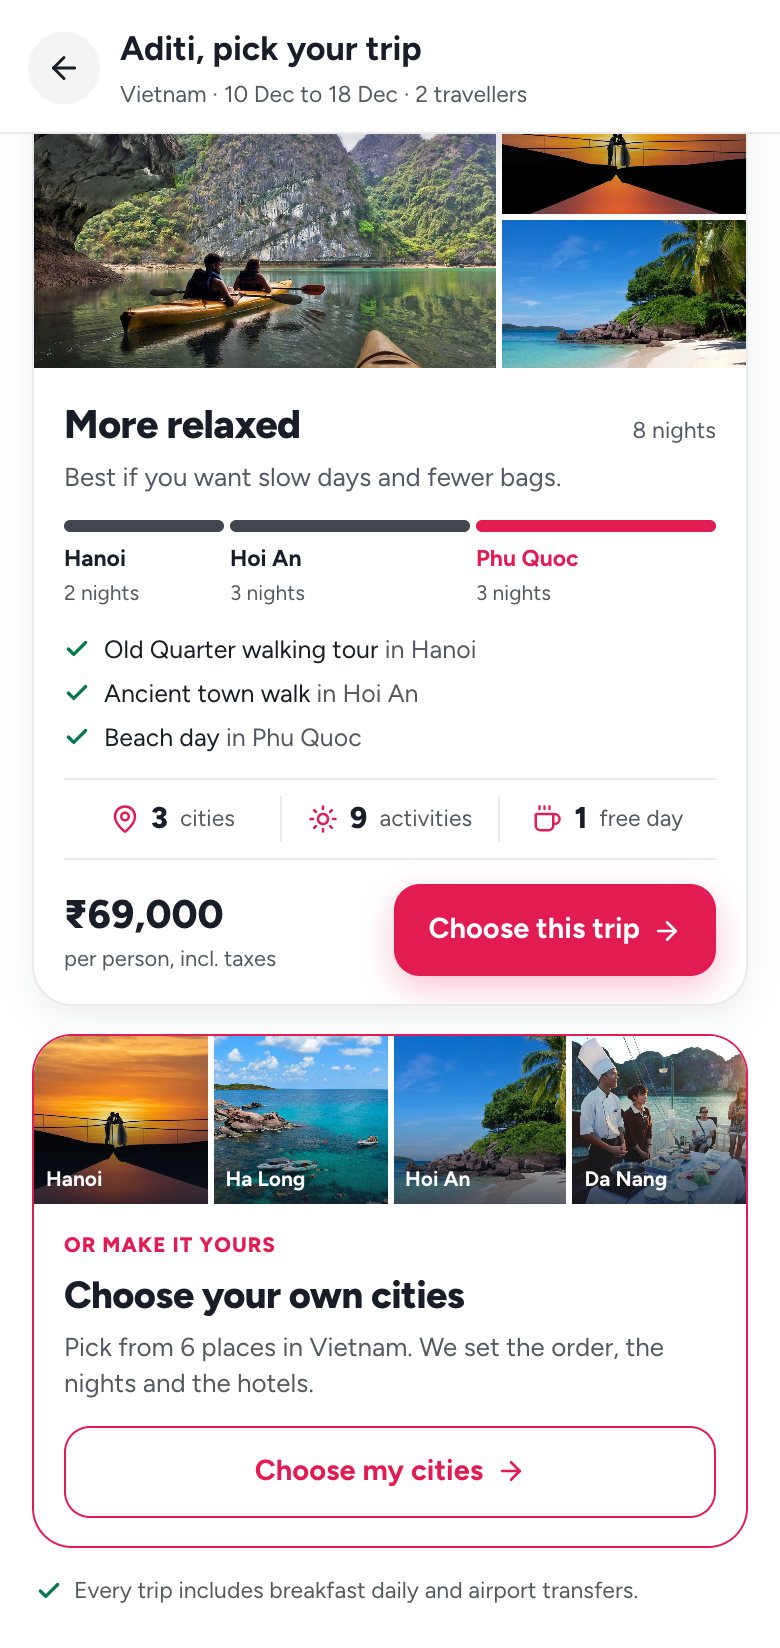 Aditi, pick your trip
Vietnam · 10 Dec to 18 Dec · 2 travellers
More relaxed
8 nights
Best if you want slow days and fewer bags.
Hanoi
Hoi An
Phu Quoc
2 nights
3 nights
3 nights
Old Quarter walking tour in Hanoi
Ancient town walk in Hoi An
Beach day in Phu Quoc
3 cities
9 activities
1 free day
₹69,000
per person, incl. taxes
Choose this trip
Hanoi
Ha Long
Hoi An
Da Nang
OR MAKE IT YOURS
Choose your own cities
Pick from 6 places in Vietnam. We set the order, the
nights and the hotels.
Choose my cities
Every trip includes breakfast daily and airport transfers.